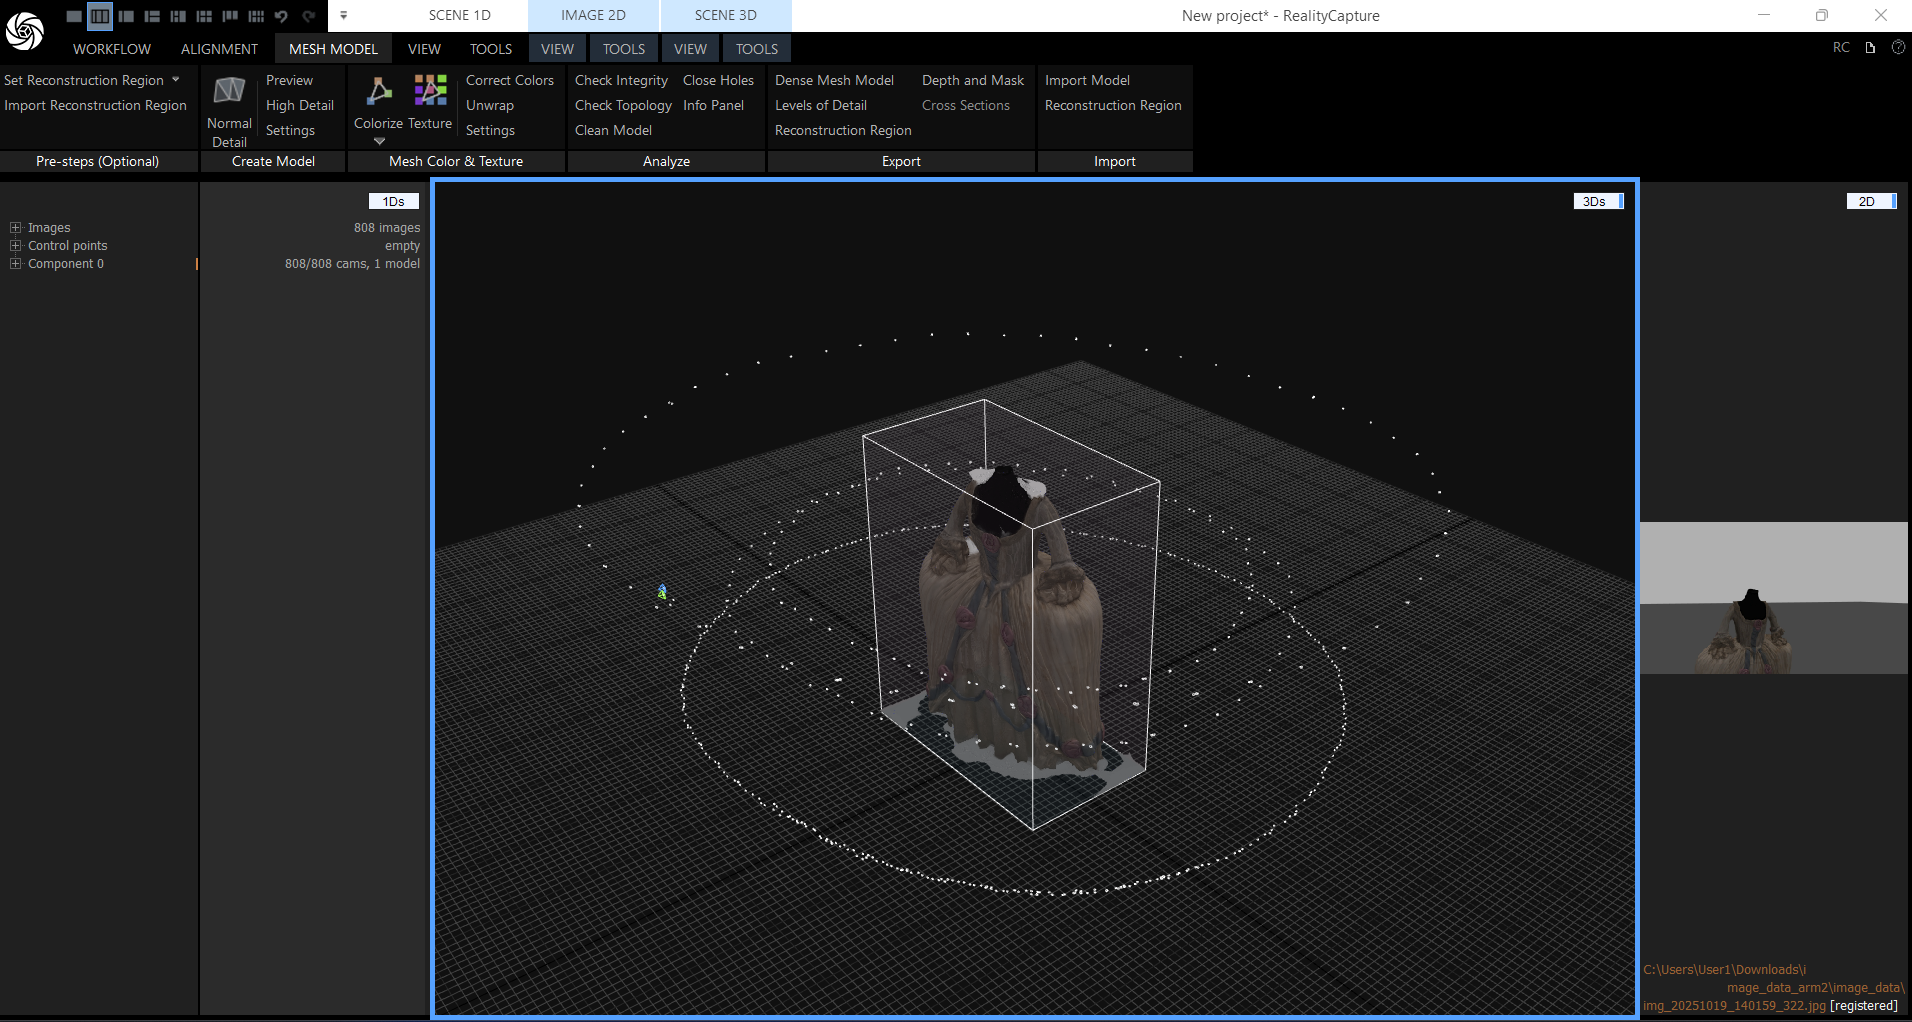 SCENE 1D IMAGE 2D SCENE 3D New project* - RealityCapture
WORKFLOW ALIGNMENT MESH MODEL VIEW TOOLS VIEW TOOLS VIEW TOOLS RC
Set Reconstruction Region
Import Reconstruction Region
Pre-steps (Optional)
Normal
Detail
Preview
High Detail
Settings
Create Model
Colorize Texture
Correct Colors
Unwrap
Settings
Mesh Color & Texture
Check Integrity Close Holes
Check Topology Info Panel
Clean Model
Analyze
Dense Mesh Model Depth and Mask
Levels of Detail Cross Sections
Reconstruction Region
Export
Import Model
Reconstruction Region
Import
1Ds
Images 808 images
Control points empty
Component 0 808/808 cams, 1 model
3Ds
2D
C:\Users\User1\Downloads\i
mage_data_arm2\image_data\
img_20251019_140159_322.jpg [registered]